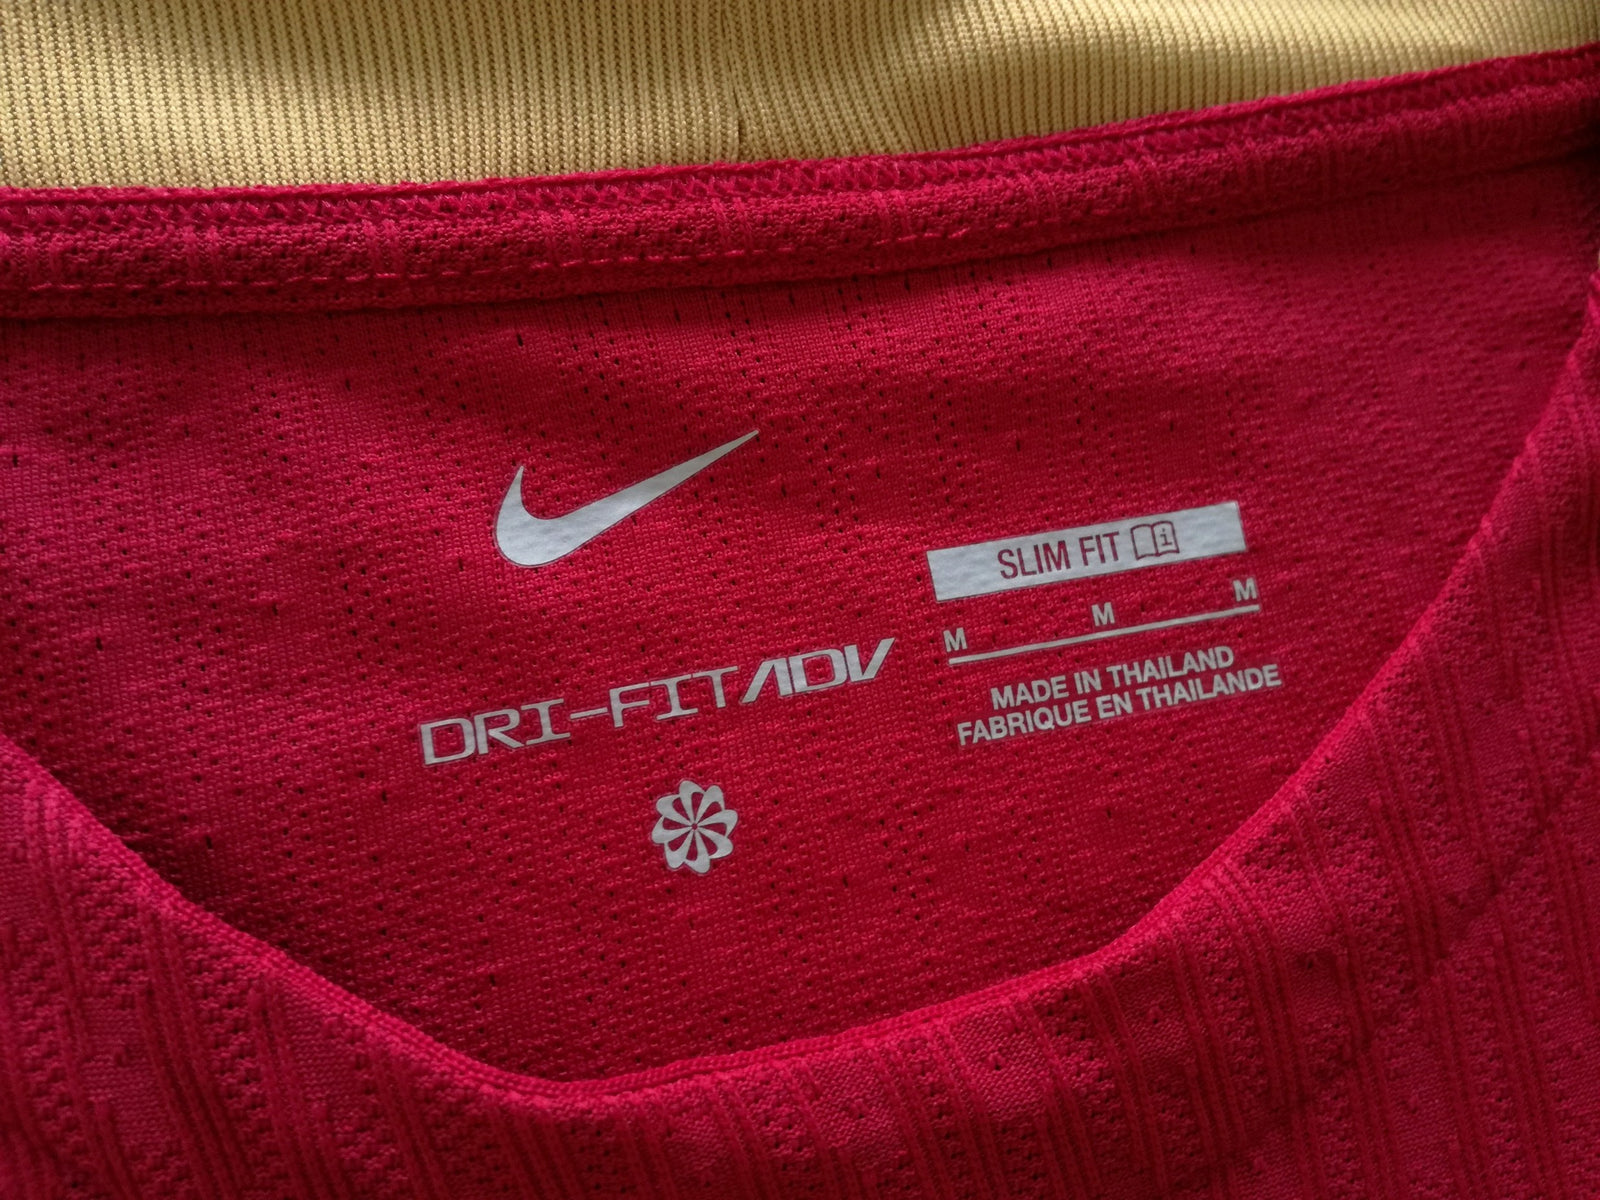 SLIM FIT
M M M
DRI-FIT ADV
MADE IN THAILAND
FABRIQUE EN THAILANDE